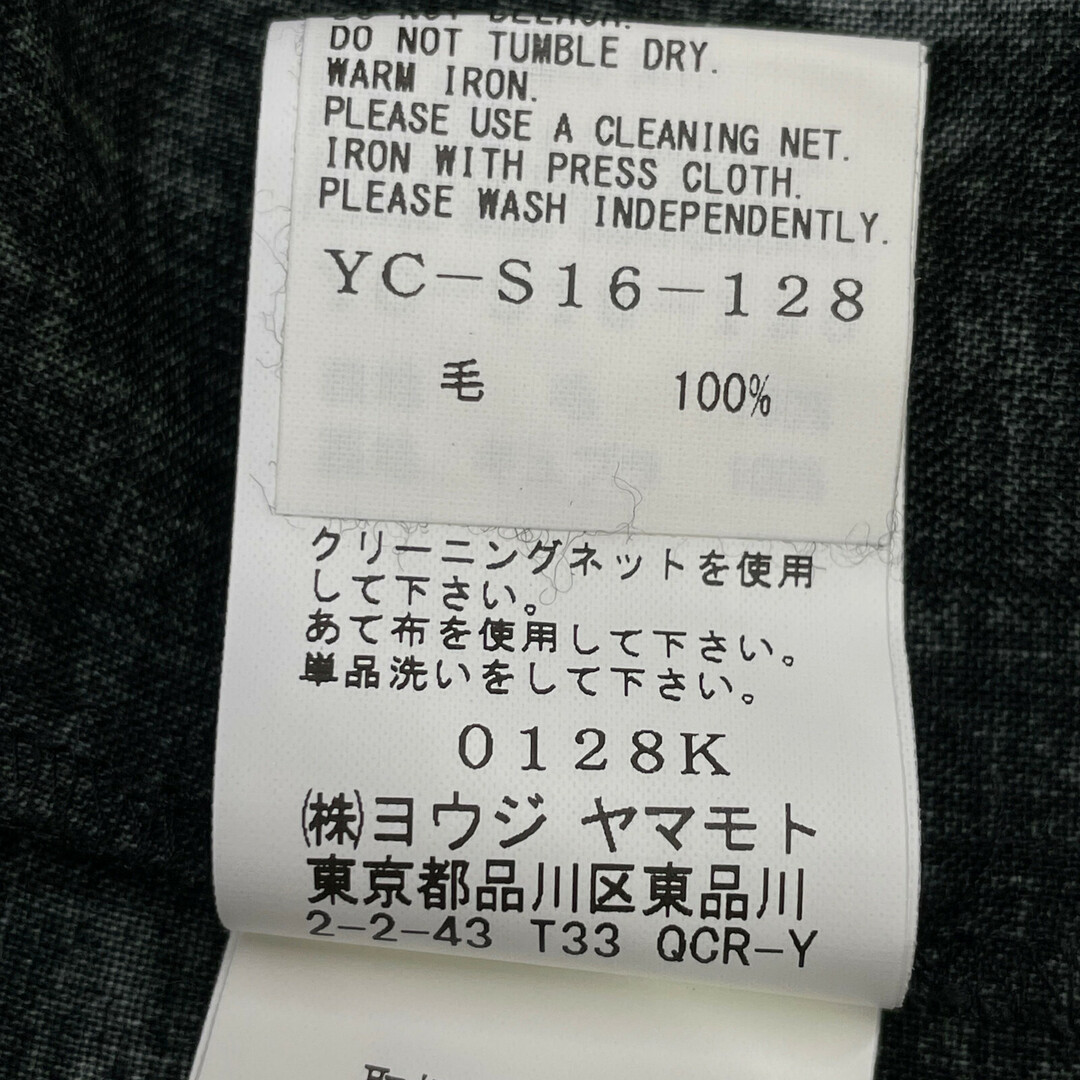 DO NOT BLEACH.
DO NOT TUMBLE DRY.
WARM IRON.
PLEASE USE A CLEANING NET.
IRON WITH PRESS CLOTH.
PLEASE WASH INDEPENDENTLY.
YC-S16-128
毛 100%
クリーニングネットを使用
して下さい。
あて布を使用して下さい。
単品洗いをして下さい。
0128K
㈱ヨウジ ヤマモト
東京都品川区東品川
2-2-43 T33 QCR-Y